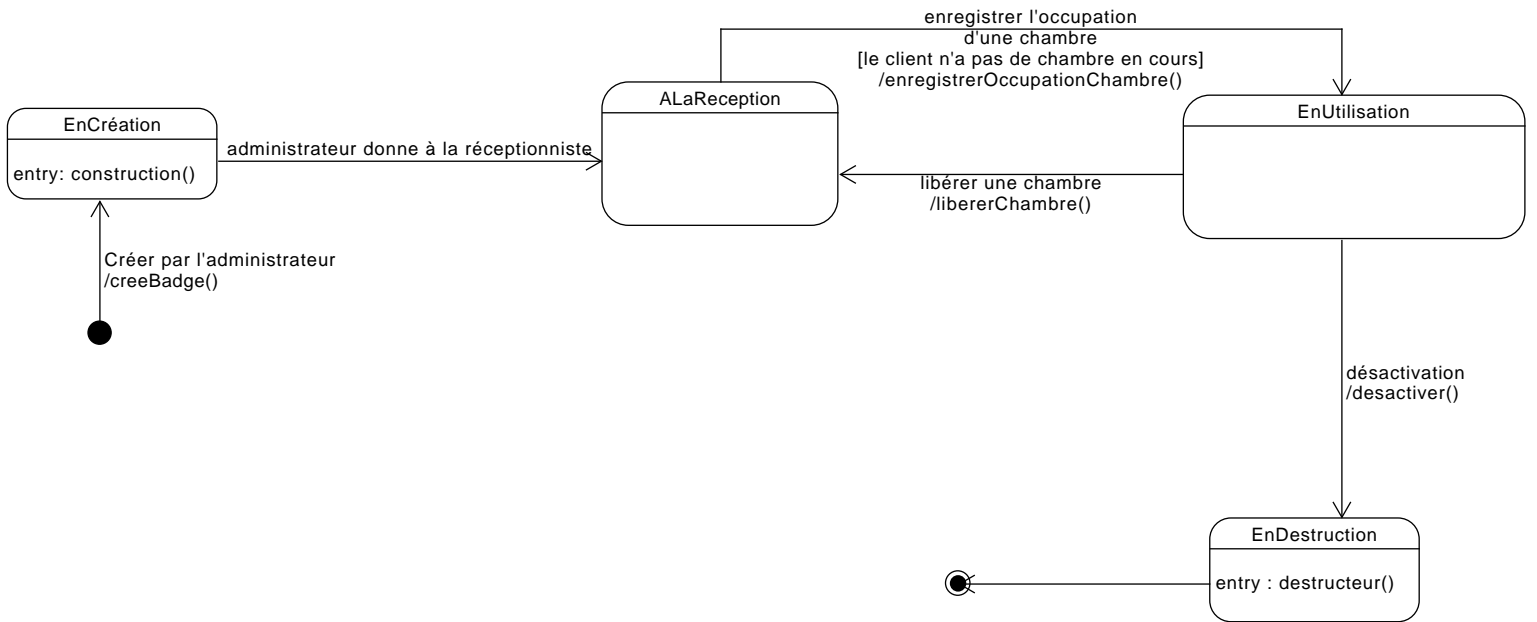 enregistrer l'occupation
d'une chambre
[le client n'a pas de chambre en cours]
/enregistrerOccupationChambre()
ALaReception
EnUtilisation
EnCréation
entry: construction()
administrateur donne à la réceptionniste
libérer une chambre
/libererChambre()
Créer par l'administrateur
/creeBadge()
désactivation
/desactiver()
EnDestruction
entry : destructeur()